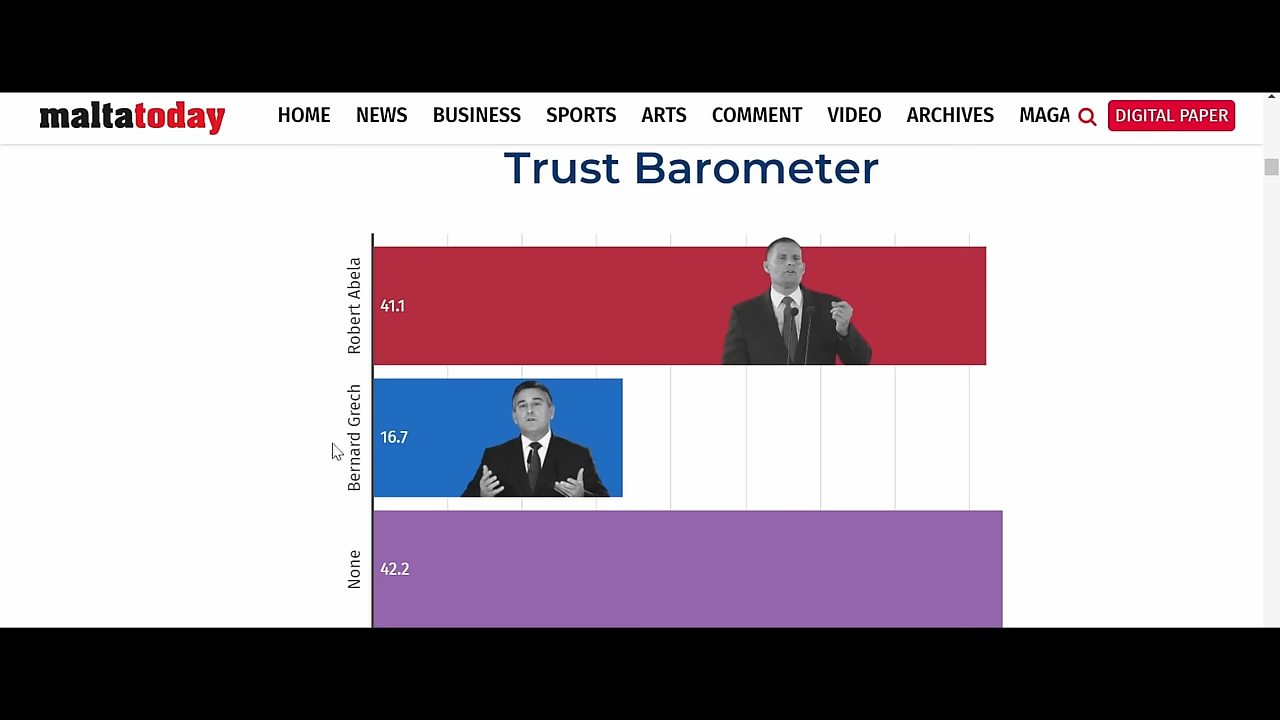 maltatoday HOME NEWS BUSINESS SPORTS ARTS COMMENT VIDEO ARCHIVES MAGA DIGITAL PAPER
Trust Barometer
Robert Abela
41.1
Bernard Grech
16.7
None
42.2